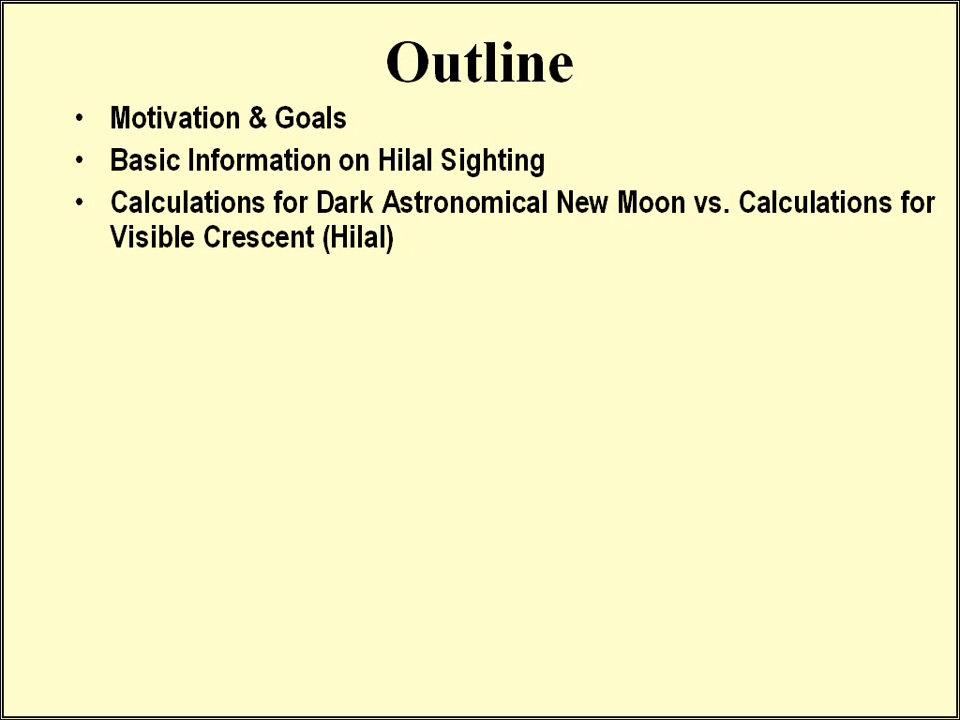 Outline
• Motivation & Goals
• Basic Information on Hilal Sighting
• Calculations for Dark Astronomical New Moon vs. Calculations for
Visible Crescent (Hilal)